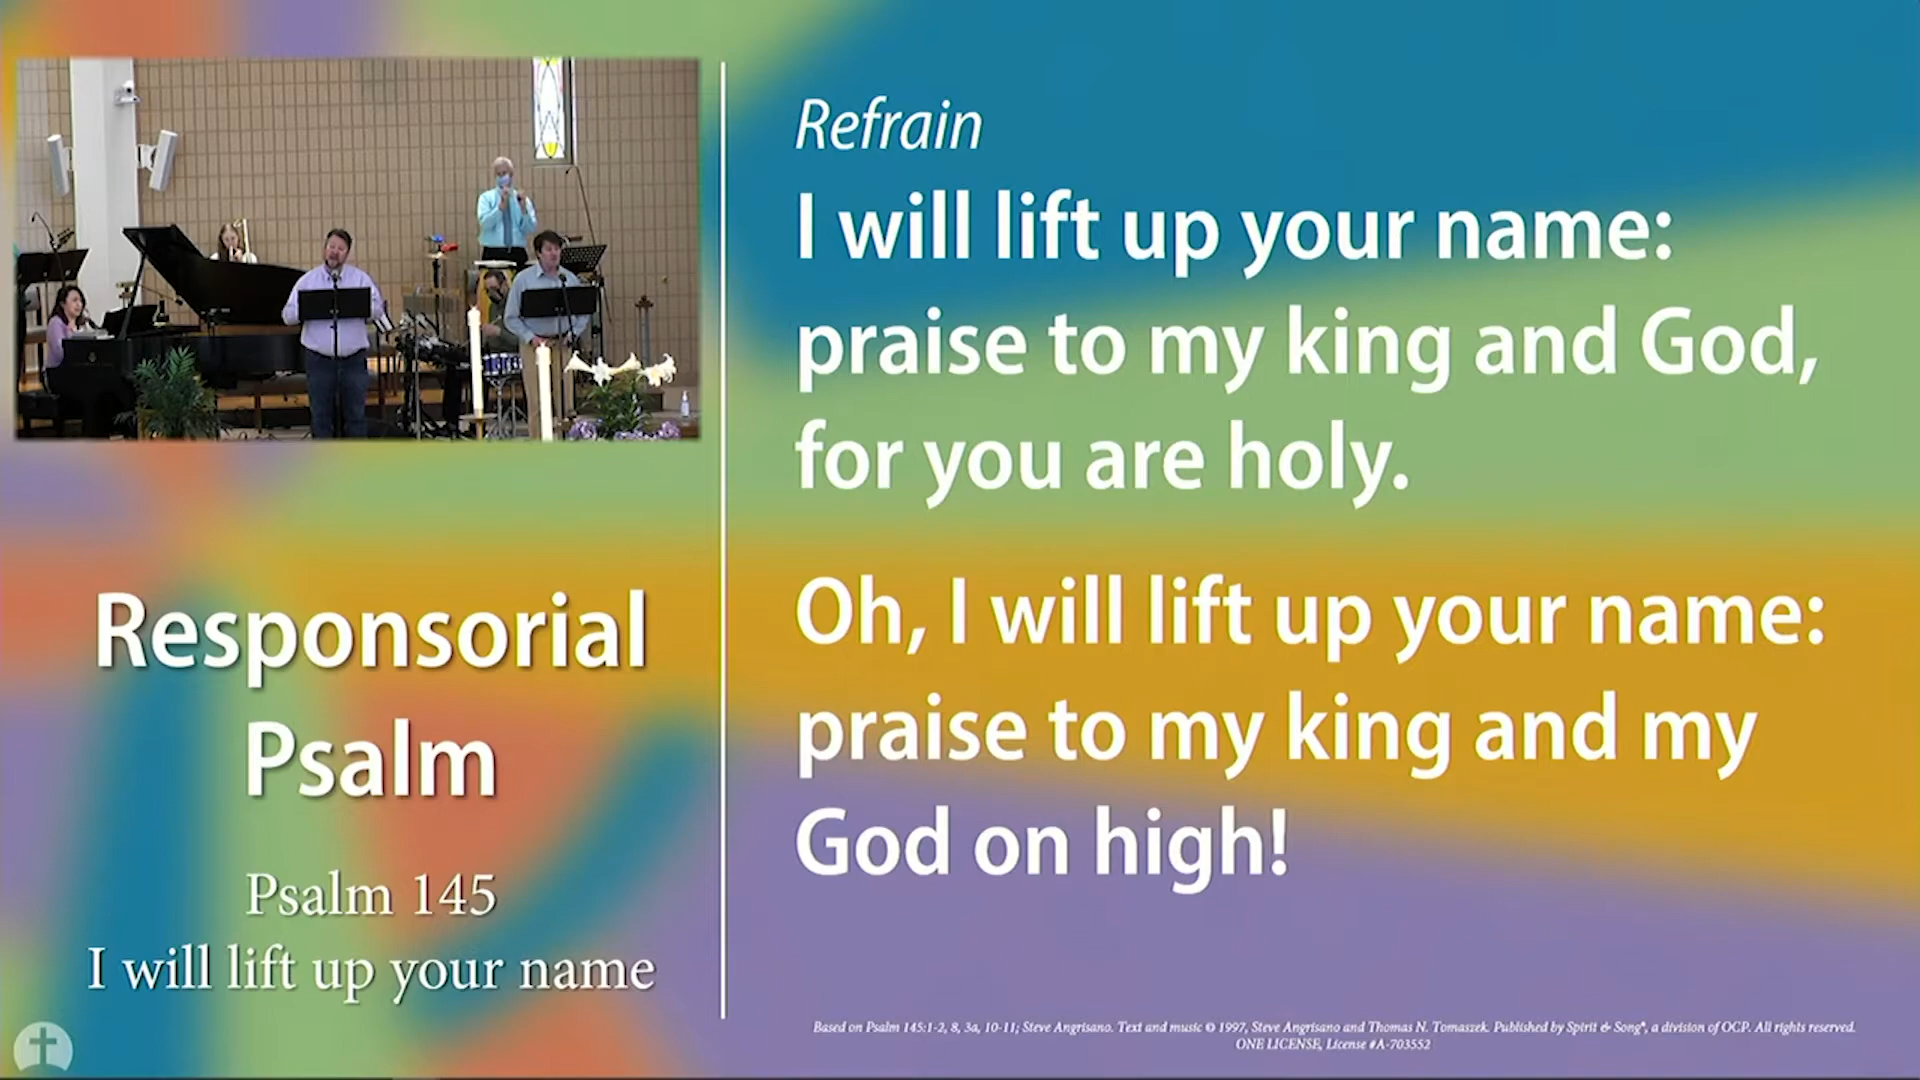 Responsorial
Psalm
Psalm 145
I will lift up your name
Refrain
I will lift up your name:
praise to my king and God,
for you are holy.
Oh, I will lift up your name:
praise to my king and my
God on high!
Based on Psalm 145:1-2, 8, 3a, 10-11; Steve Angrisano. Text and music © 1997, Steve Angrisano and Thomas N. Tomaszek. Published by Spirit & Song®, a division of OCP. All rights reserved.
ONE LICENSE, License #A-703552